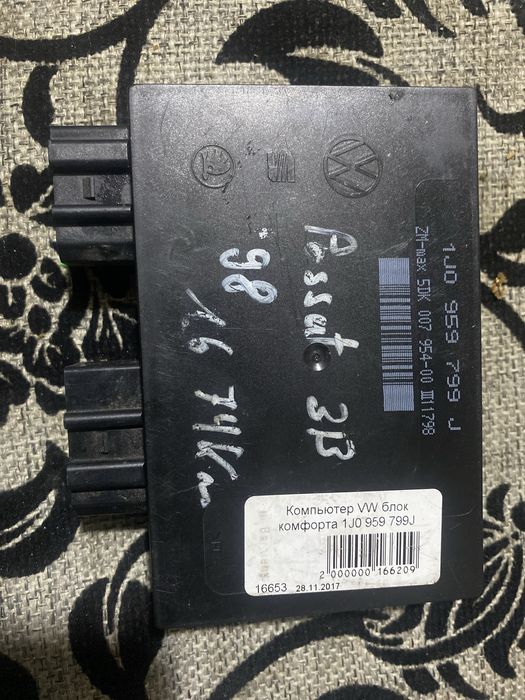 1J0 959 799 J
ZM-max 5DK 007 954-00 11798
Passat 3B
98 1.6 74Kw
Компьютер VW блок
комфорта 1J0 959 799J
2 000000 166209
16653 28.11.2017